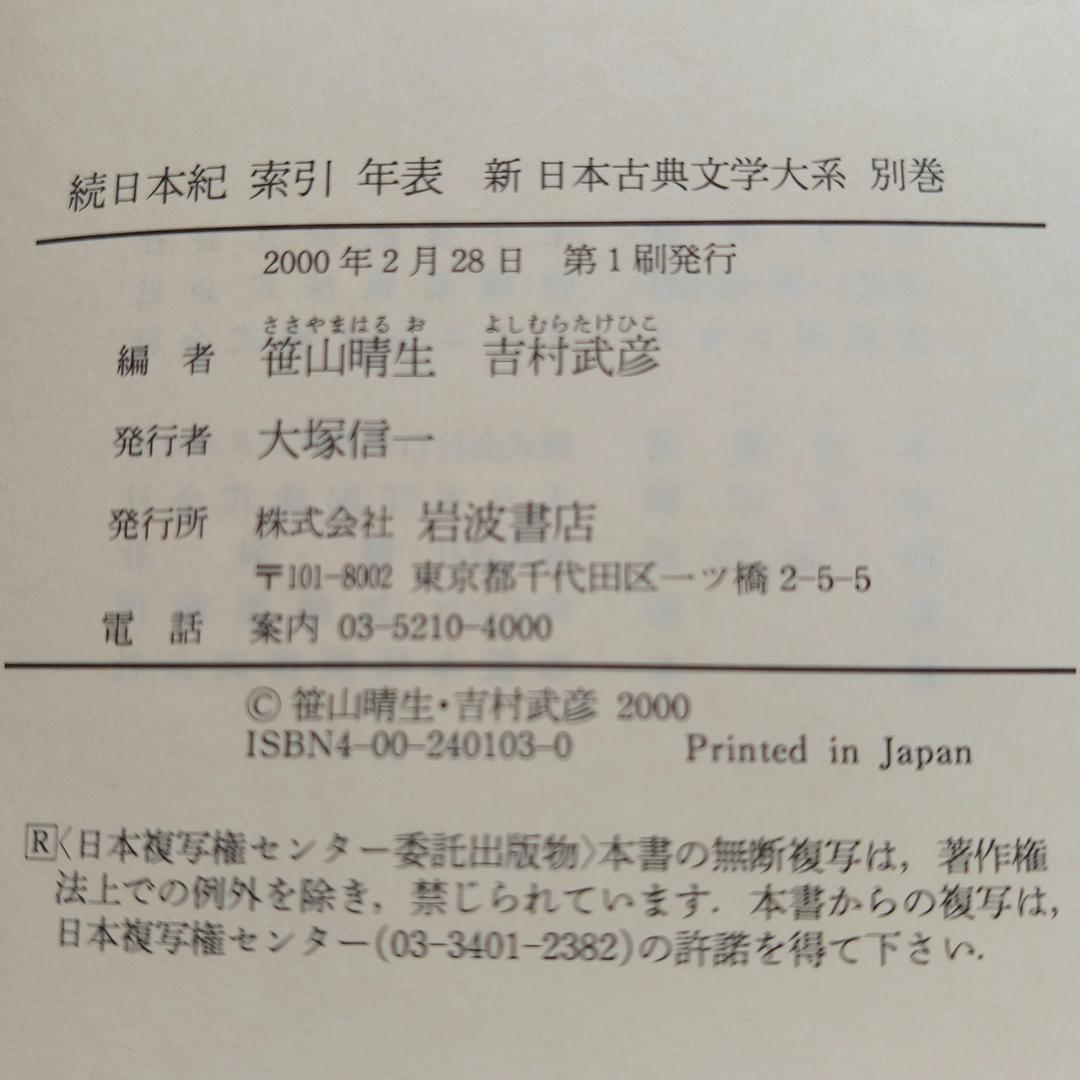 続日本紀 索引 年表 新 日本古典文学大系 別巻
2000年2月28日 第1刷発行
ささやまはるお よしむらたけひこ
編者 笹山晴生 吉村武彦
発行者 大塚信一
発行所 株式会社 岩波書店
〒101-8002 東京都千代田区一ツ橋2-5-5
電話 案内 03-5210-4000
© 笹山晴生・吉村武彦 2000
ISBN4-00-240103-0 Printed in Japan
R〈日本複写権センター委託出版物〉本書の無断複写は，著作権
法上での例外を除き，禁じられています．本書からの複写は，
日本複写権センター(03-3401-2382)の許諾を得て下さい．